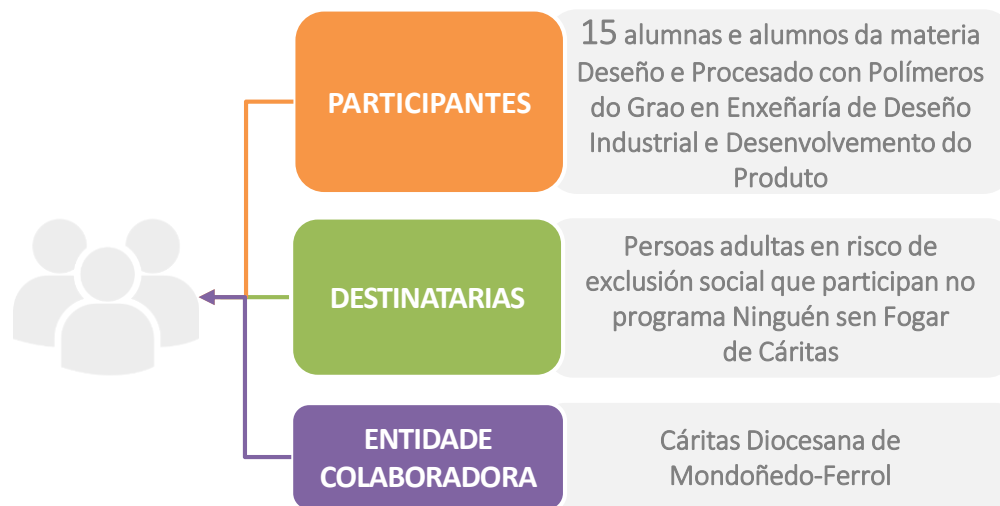 PARTICIPANTES
15 alumnas e alumnos da materia
Deseño e Procesado con Polímeros
do Grao en Enxeñaría de Deseño
Industrial e Desenvolvemento do
Produto
DESTINATARIAS
Persoas adultas en risco de
exclusión social que participan no
programa Ninguén sen Fogar
de Cáritas
ENTIDADE
COLABORADORA
Cáritas Diocesana de
Mondoñedo-Ferrol